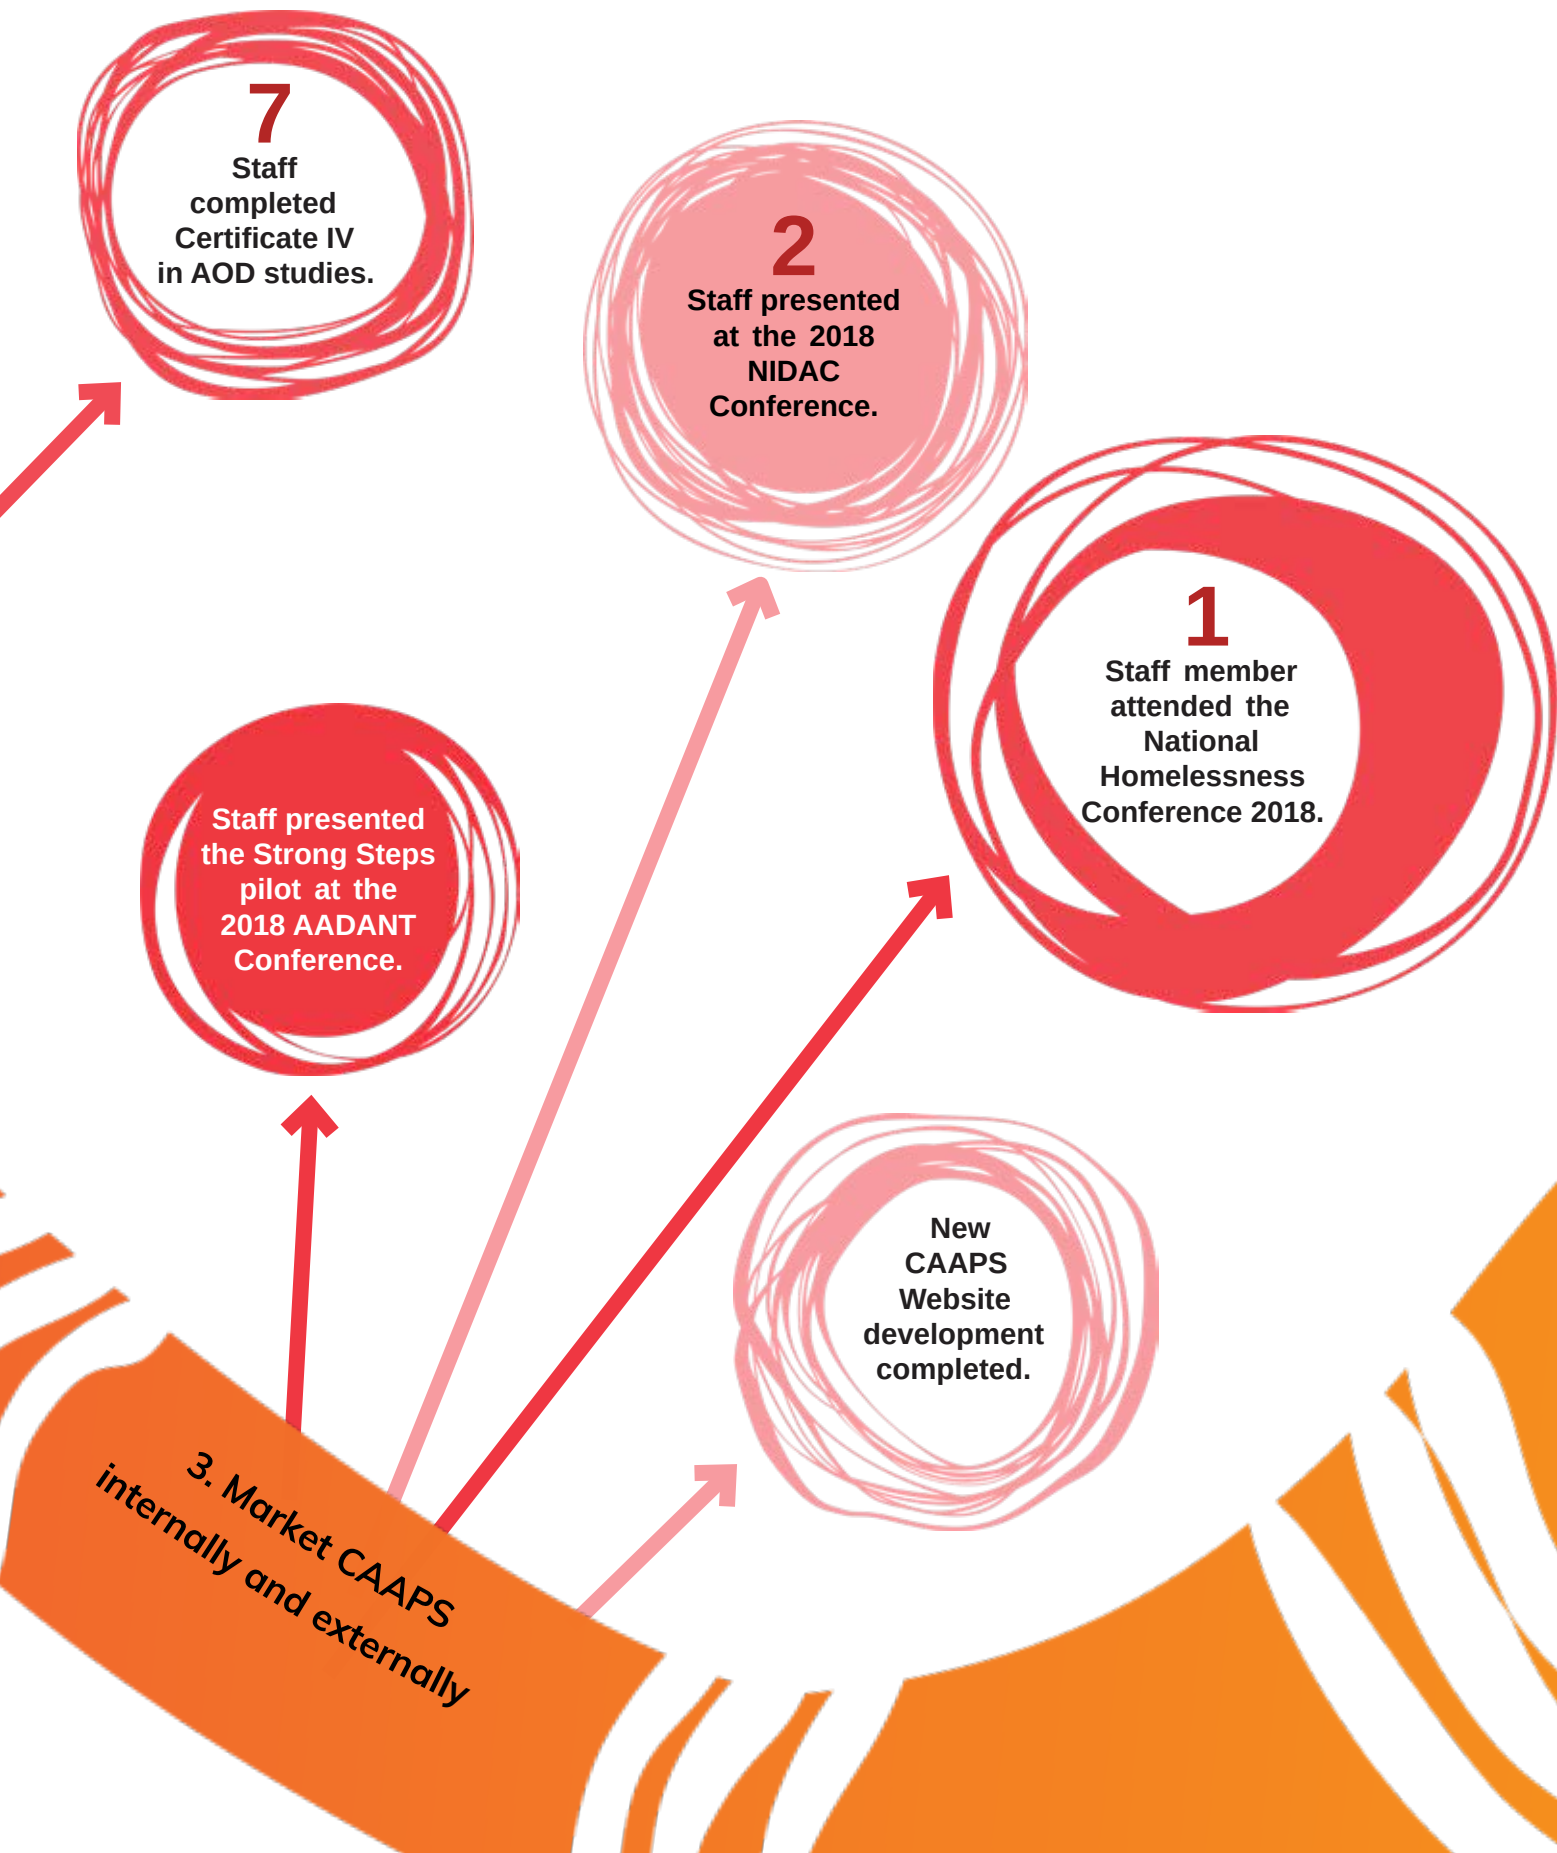 7
Staff
completed
Certificate IV
in AOD studies.
2
Staff presented
at the 2018
NIDAC
Conference.
1
Staff member
attended the
National
Homelessness
Conference 2018.
Staff presented
the Strong Steps
pilot at the
2018 AADANT
Conference.
New
CAAPS
Website
development
completed.
3. Market CAAPS
internally and externally